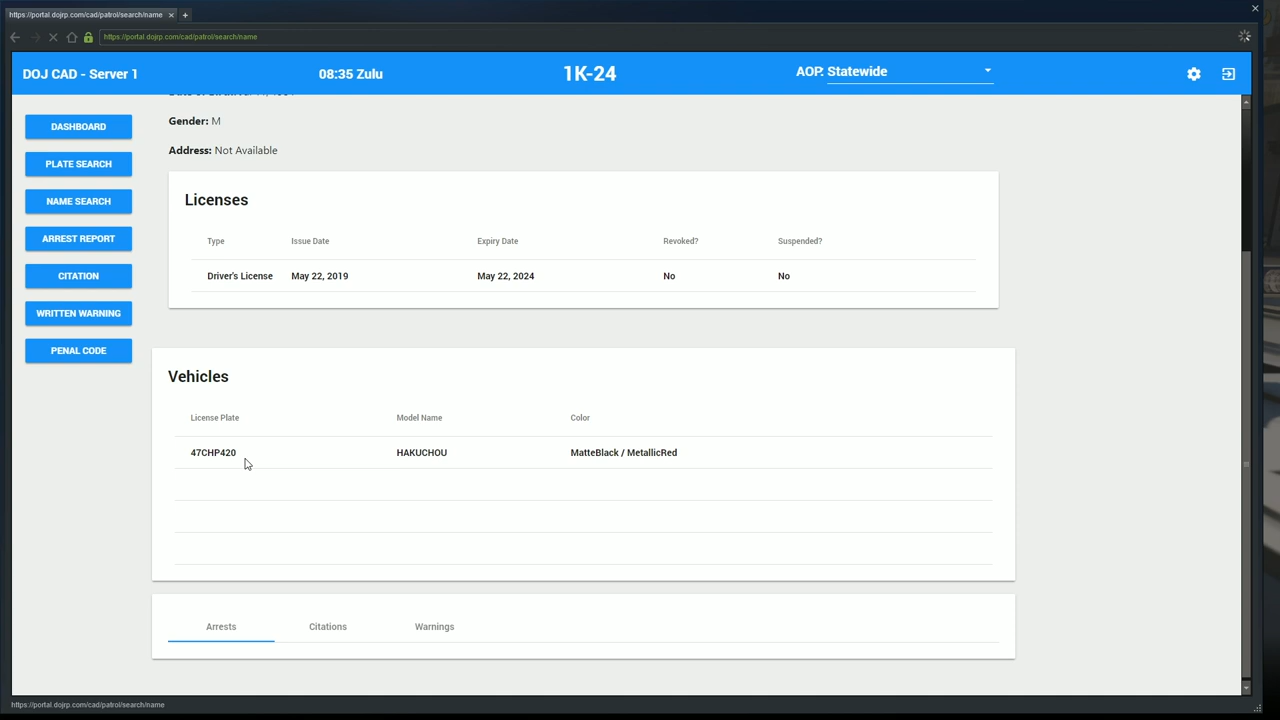 https://portal.dojrp.com/cad/patrol/search/name
https://portal.dojrp.com/cad/patrol/search/name
DOJ CAD - Server 1 08:35 Zulu 1K-24 AOP: Statewide
DASHBOARD
PLATE SEARCH
NAME SEARCH
ARREST REPORT
CITATION
WRITTEN WARNING
PENAL CODE
Gender: M
Address: Not Available
Licenses
Type Issue Date Expiry Date Revoked? Suspended?
Driver's License May 22, 2019 May 22, 2024 No No
Vehicles
License Plate Model Name Color
47CHP420 HAKUCHOU MatteBlack / MetallicRed
Arrests Citations Warnings
https://portal.dojrp.com/cad/patrol/search/name